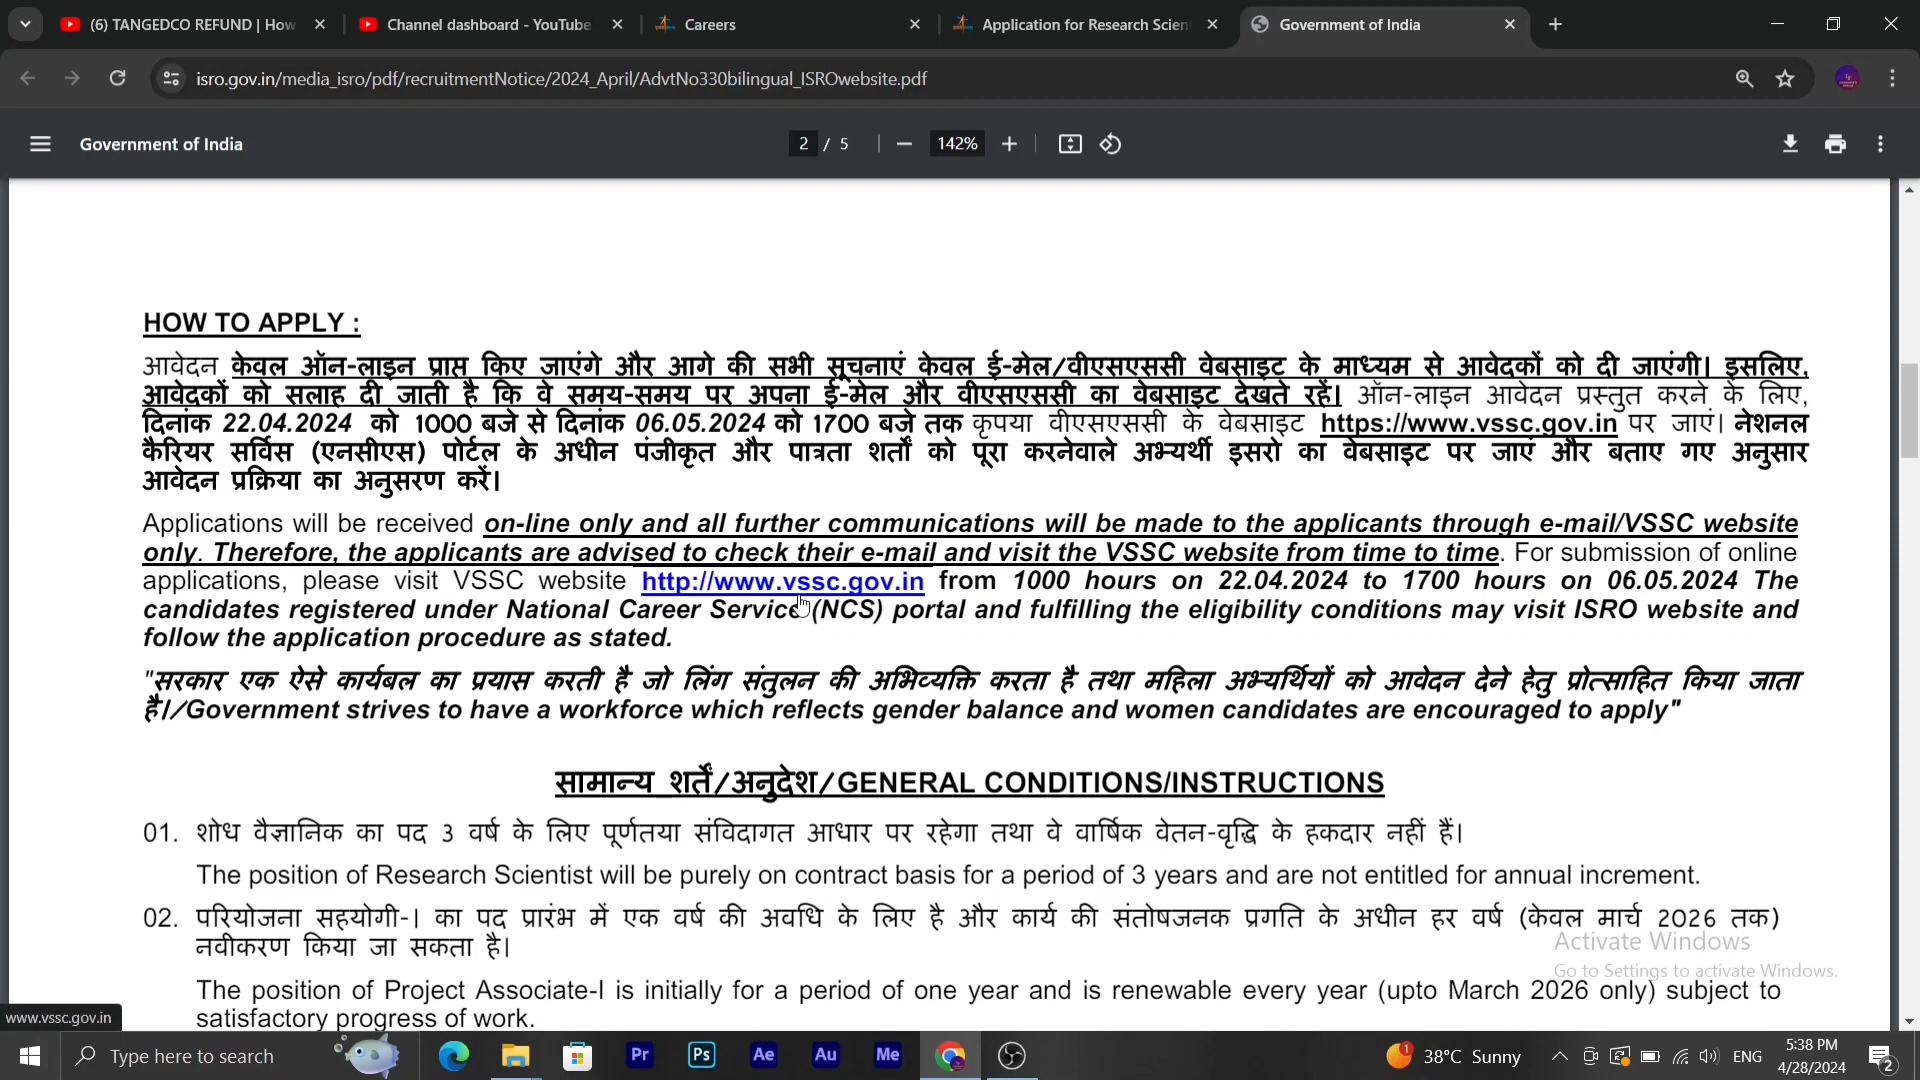 (6) TANGEDCO REFUND | How
Channel dashboard - YouTube
Careers
Application for Research Scien
Government of India
isro.gov.in/media_isro/pdf/recruitmentNotice/2024_April/AdvtNo330bilingual_ISROwebsite.pdf
Government of India
2 / 5
142%
HOW TO APPLY :
आवेदन केवल ऑन-लाइन प्राप्त किए जाएंगे और आगे की सभी सूचनाएं केवल ई-मेल/वीएसएससी वेबसाइट के माध्यम से आवेदकों को दी जाएंगी। इसलिए,
आवेदकों को सलाह दी जाती है कि वे समय-समय पर अपना ई-मेल और वीएसएससी का वेबसाइट देखते रहें। ऑन-लाइन आवेदन प्रस्तुत करने के लिए,
दिनांक 22.04.2024 को 1000 बजे से दिनांक 06.05.2024 को 1700 बजे तक कृपया वीएसएससी के वेबसाइट https://www.vssc.gov.in पर जाएं। नेशनल
कैरियर सर्विस (एनसीएस) पोर्टल के अधीन पंजीकृत और पात्रता शर्तों को पूरा करनेवाले अभ्यर्थी इसरो का वेबसाइट पर जाएं और बताए गए अनुसार
आवेदन प्रक्रिया का अनुसरण करें।
Applications will be received on-line only and all further communications will be made to the applicants through e-mail/VSSC website
only. Therefore, the applicants are advised to check their e-mail and visit the VSSC website from time to time. For submission of online
applications, please visit VSSC website http://www.vssc.gov.in from 1000 hours on 22.04.2024 to 1700 hours on 06.05.2024 The
candidates registered under National Career Service (NCS) portal and fulfilling the eligibility conditions may visit ISRO website and
follow the application procedure as stated.
"सरकार एक ऐसे कार्यबल का प्रयास करती है जो लिंग संतुलन की अभिव्यक्ति करता है तथा महिला अभ्यर्थियों को आवेदन देने हेतु प्रोत्साहित किया जाता
है।/Government strives to have a workforce which reflects gender balance and women candidates are encouraged to apply"
सामान्य शर्तें/अनुदेश/GENERAL CONDITIONS/INSTRUCTIONS
01. शोध वैज्ञानिक का पद 3 वर्ष के लिए पूर्णतया संविदागत आधार पर रहेगा तथा वे वार्षिक वेतन-वृद्धि के हकदार नहीं हैं।
The position of Research Scientist will be purely on contract basis for a period of 3 years and are not entitled for annual increment.
02. परियोजना सहयोगी-I का पद प्रारंभ में एक वर्ष की अवधि के लिए है और कार्य की संतोषजनक प्रगति के अधीन हर वर्ष (केवल मार्च 2026 तक)
नवीकरण किया जा सकता है।
The position of Project Associate-I is initially for a period of one year and is renewable every year (upto March 2026 only) subject to
satisfactory progress of work.
Activate Windows
Go to Settings to activate Windows.
www.vssc.gov.in
Type here to search
Pr
Ps
Ae
Au
Me
1
38°C Sunny
ENG
5:38 PM
4/28/2024
2